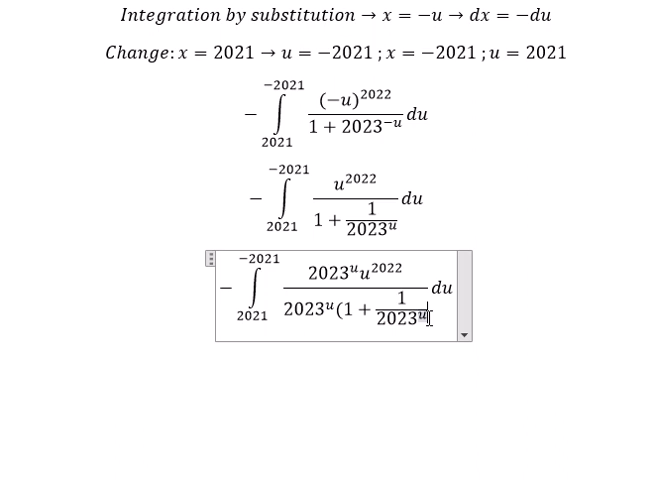 Integration by substitution → x = −u → dx = −du
Change: x = 2021 → u = −2021 ; x = −2021 ; u = 2021
− ∫_{2021}^{−2021} (−u)^{2022} / (1 + 2023^{−u}) du
− ∫_{2021}^{−2021} u^{2022} / (1 + 1/2023^{u}) du
− ∫_{2021}^{−2021} 2023^{u}u^{2022} / (2023^{u}(1 + 1/2023^{u}) du